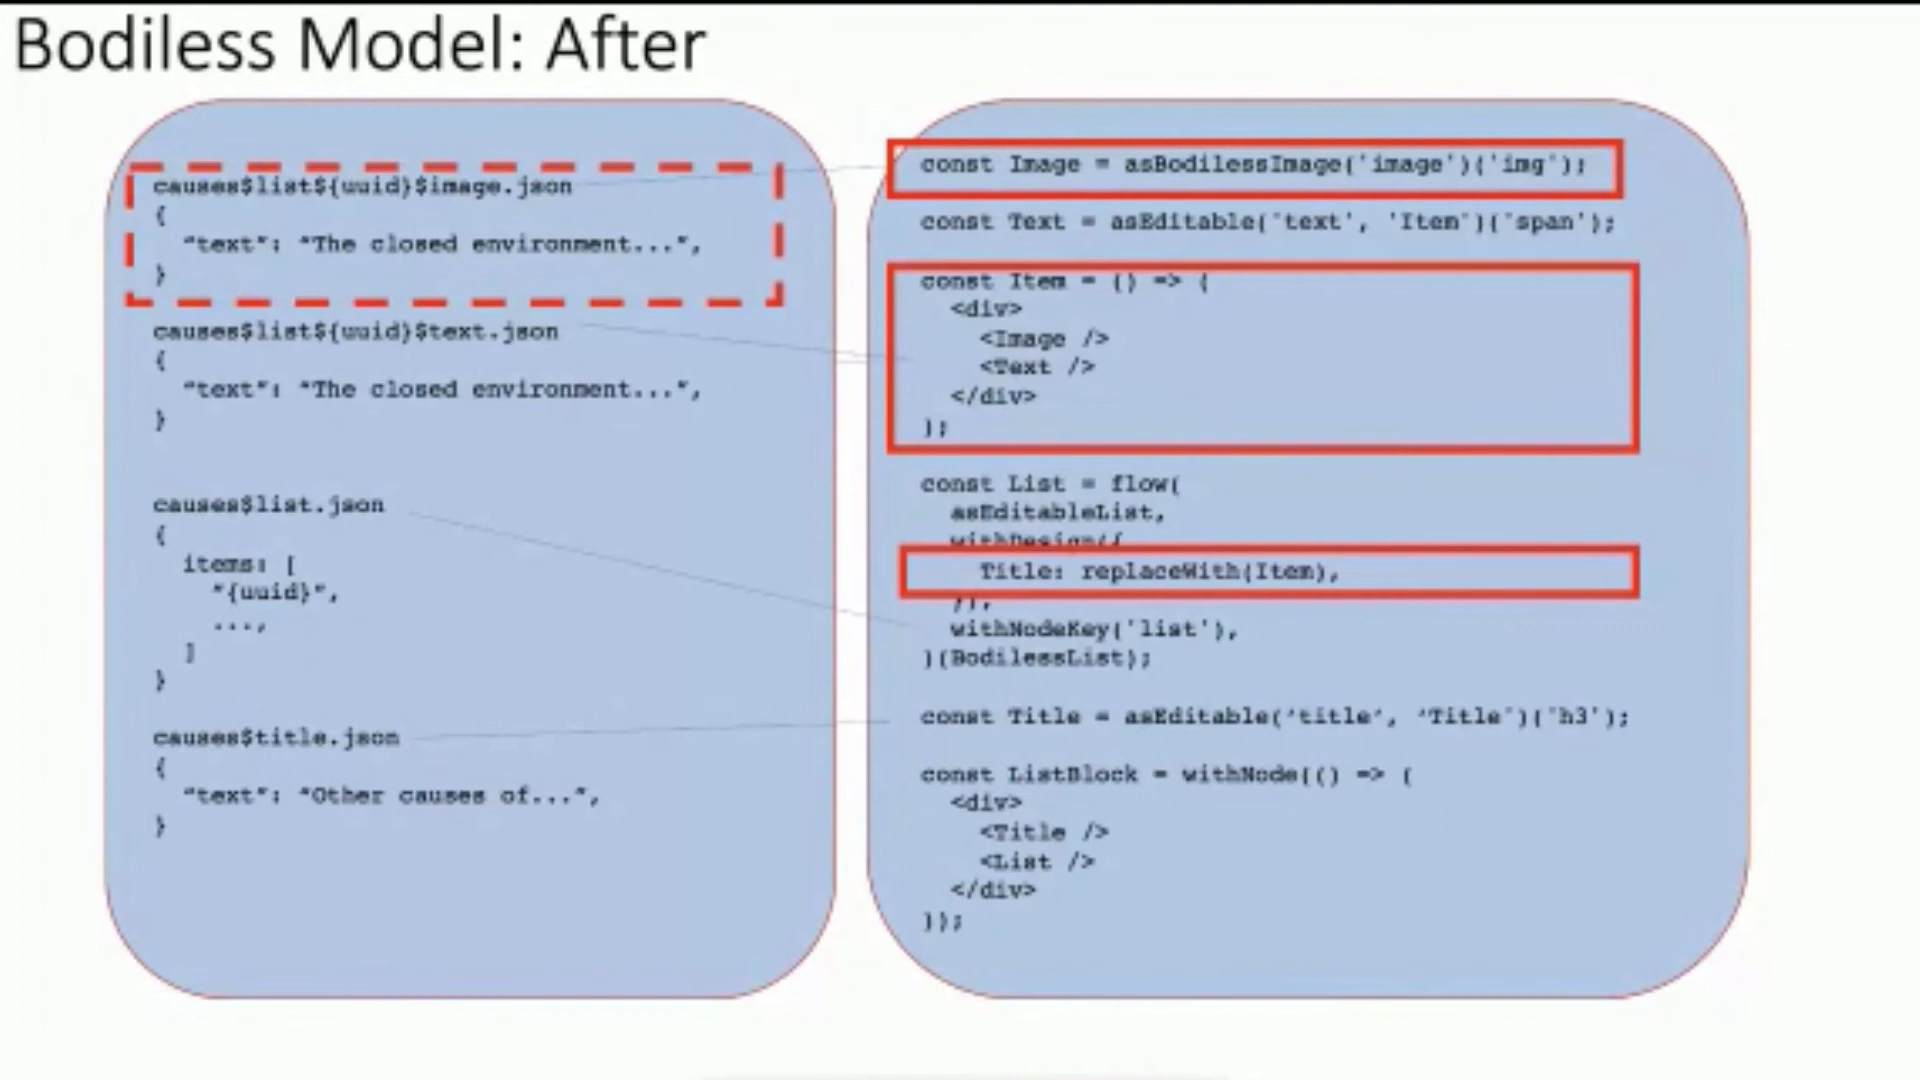 Bodiless Model: After
causes$list${uuid}$image.json
{
"text": "The closed environment...",
}
causes$list${uuid}$text.json
{
"text": "The closed environment...",
}
causes$list.json
{
items: [
"{uuid}",
...,
]
}
causes$title.json
{
"text": "Other causes of...",
}
const Image = asBodilessImage('image')('img');
const Text = asEditable('text', 'Item')('span');
const Item = () => (
<div>
<Image />
<Text />
</div>
);
const List = flow(
asEditableList,
withDesign({
Title: replaceWith(Item),
}),
withNodeKey('list'),
)(BodilessList);
const Title = asEditable(‘title’, ‘Title')('h3');
const ListBlock = withNode(() => (
<div>
<Title />
<List />
</div>
));